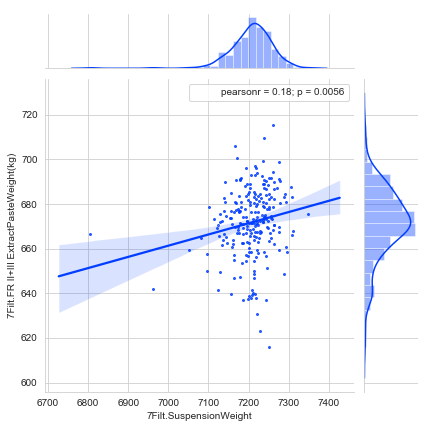 pearsonr = 0.18; p = 0.0056
720
700
680
660
640
620
600
7Filt.FR II+III ExtractPasteWeight(kg)
6700 6800 6900 7000 7100 7200 7300 7400
7Filt.SuspensionWeight